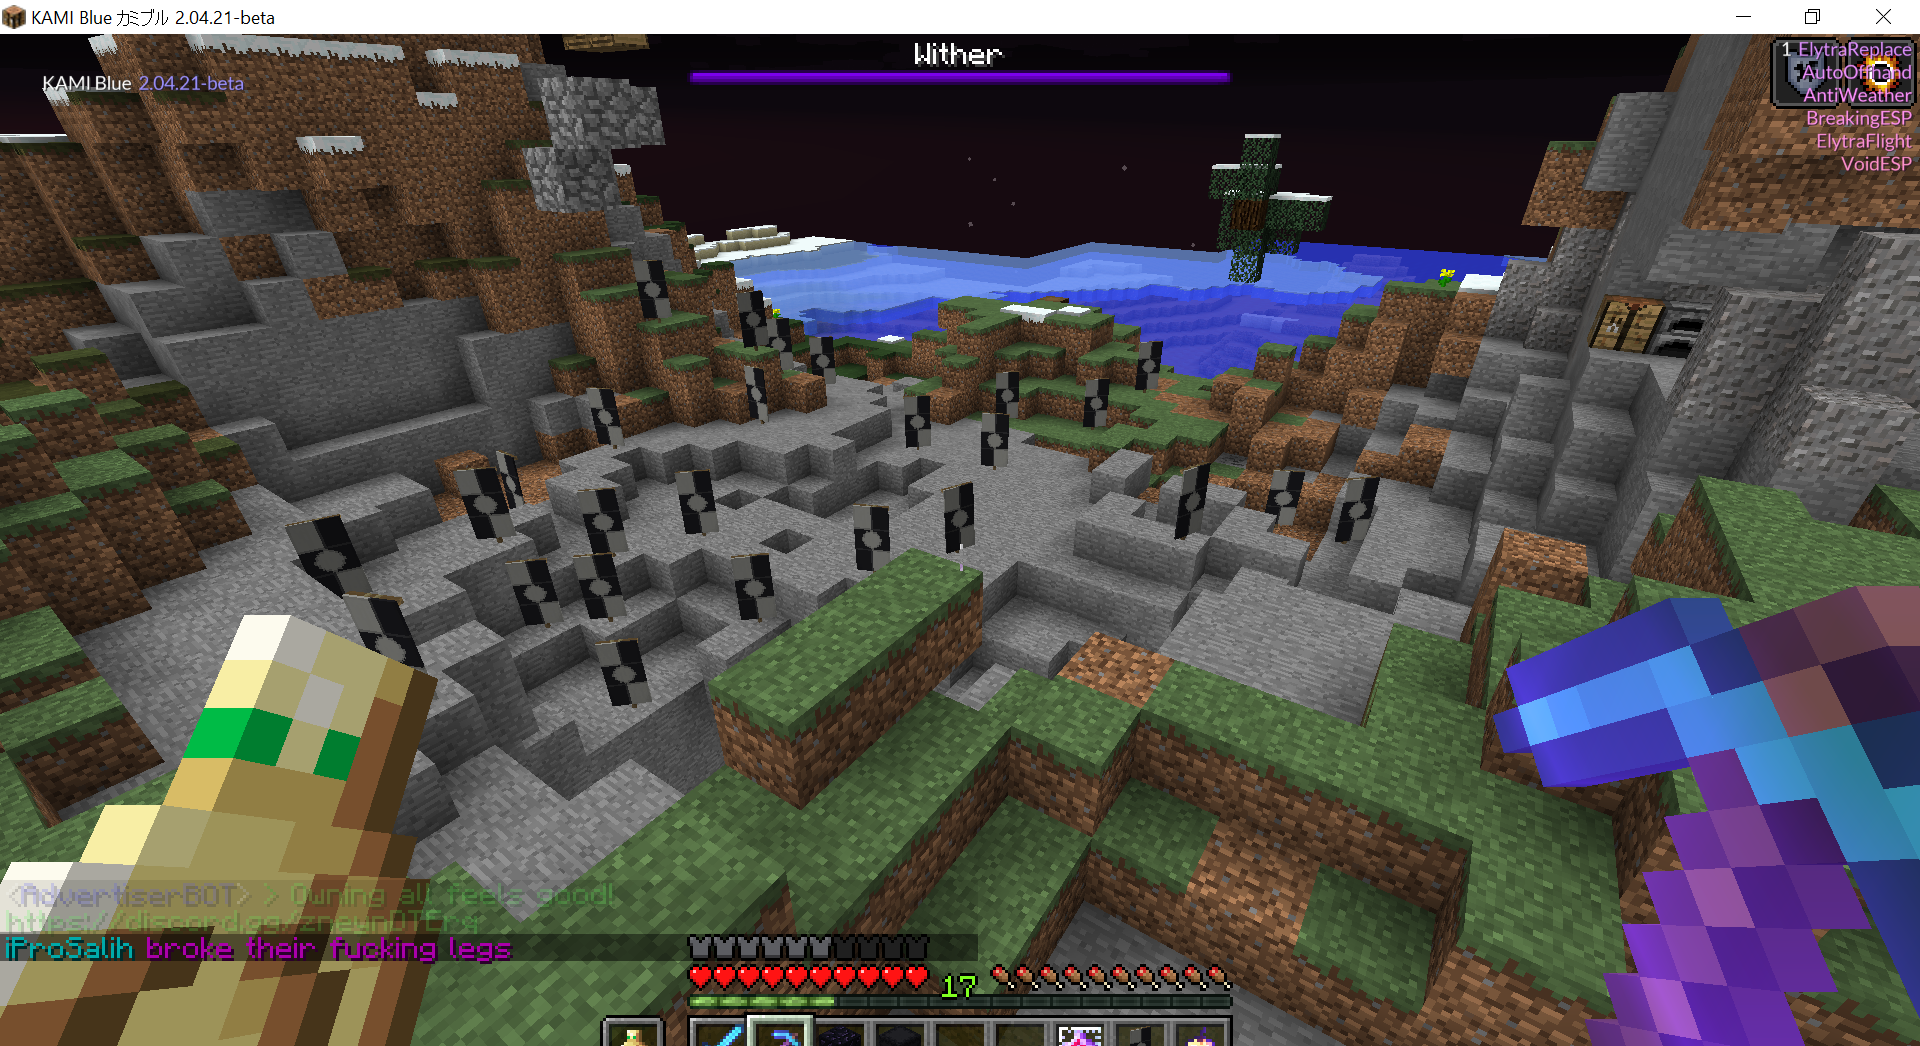 KAMI Blue カミブル 2.04.21-beta
Wither
KAMI Blue 2.04.21-beta
1 ElytraReplace
AutoOffhand
AntiWeather
BreakingESP
ElytraFlight
VoidESP
<AdvertiserBOT> > Owning all feels good!
iProSalih broke their fucking legs
17